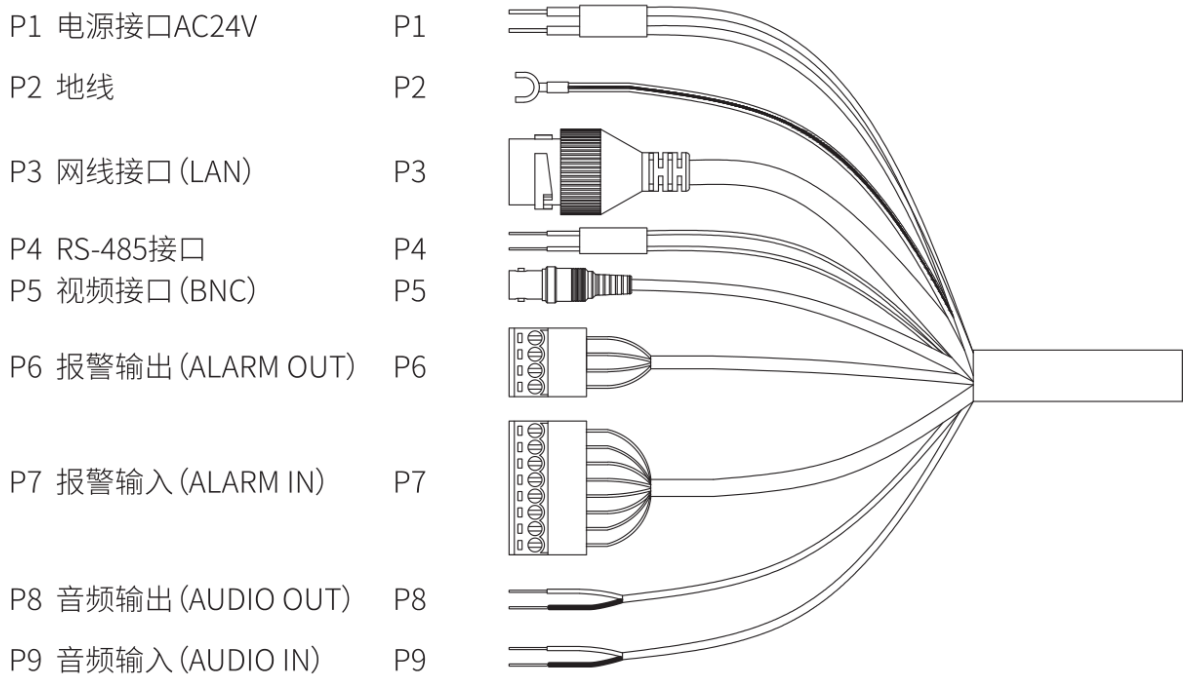 P1 电源接口AC24V P1
P2 地线 P2
P3 网线接口(LAN) P3
P4 RS-485接口 P4
P5 视频接口(BNC) P5
P6 报警输出(ALARM OUT) P6
P7 报警输入(ALARM IN) P7
P8 音频输出(AUDIO OUT) P8
P9 音频输入(AUDIO IN) P9